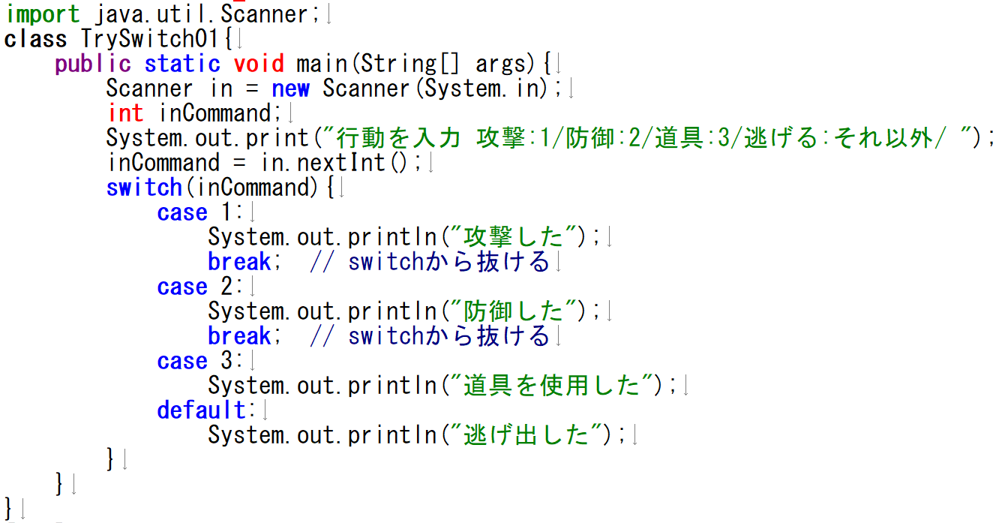 import java.util.Scanner;
class TrySwitch01{
    public static void main(String[] args){
        Scanner in = new Scanner(System.in);
        int inCommand;
        System.out.print("行動を入力 攻撃:1/防御:2/道具:3/逃げる:それ以外/ ");
        inCommand = in.nextInt();
        switch(inCommand){
            case 1:
                System.out.println("攻撃した");
                break;  // switchから抜ける
            case 2:
                System.out.println("防御した");
                break;  // switchから抜ける
            case 3:
                System.out.println("道具を使用した");
            default:
                System.out.println("逃げ出した");
        }
    }
}